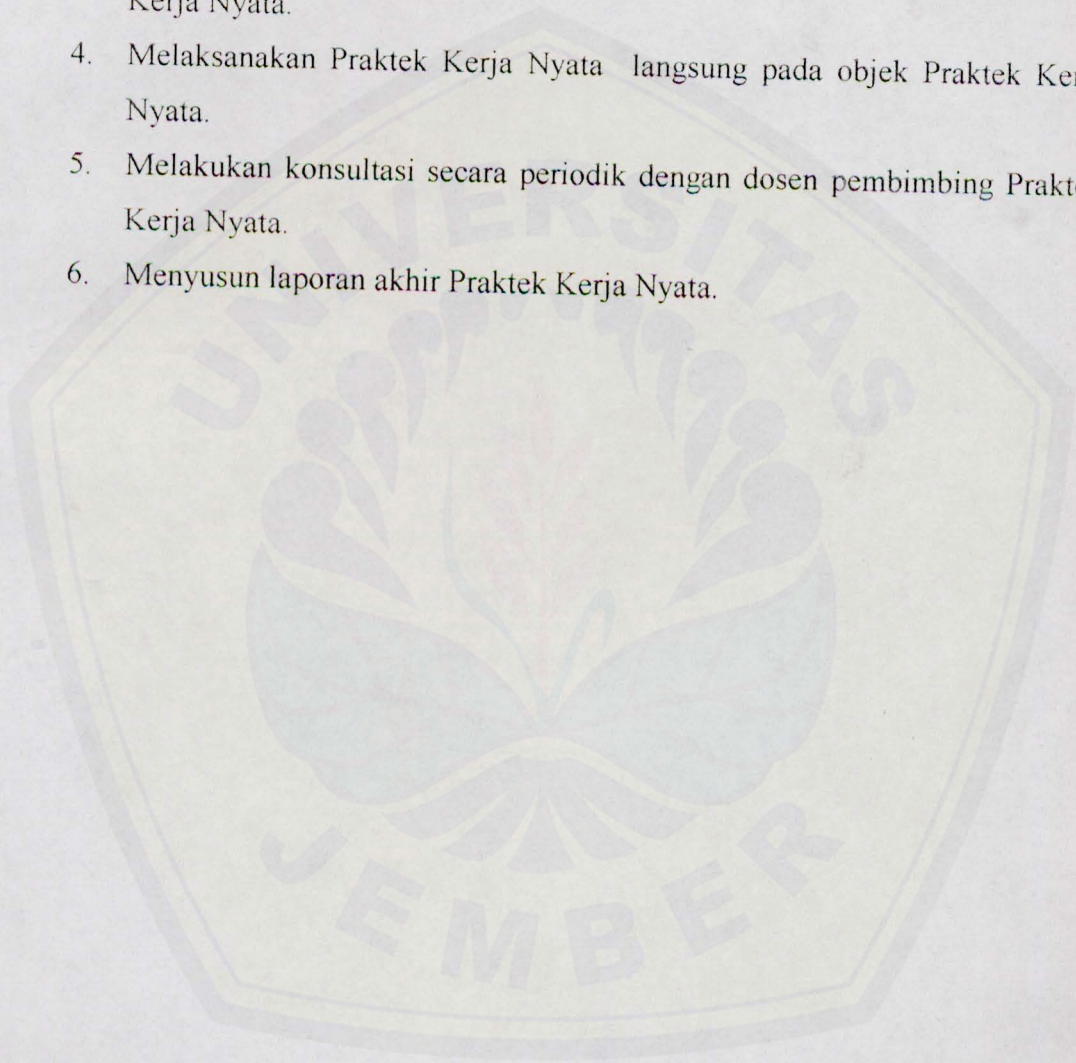 Kerja Nyata.
4. Melaksanakan Praktek Kerja Nyata langsung pada objek Praktek Ke
Nyata.
5. Melakukan konsultasi secara periodik dengan dosen pembimbing Prakt
Kerja Nyata.
6. Menyusun laporan akhir Praktek Kerja Nyata.
UNIVERSITAS
JEMBER